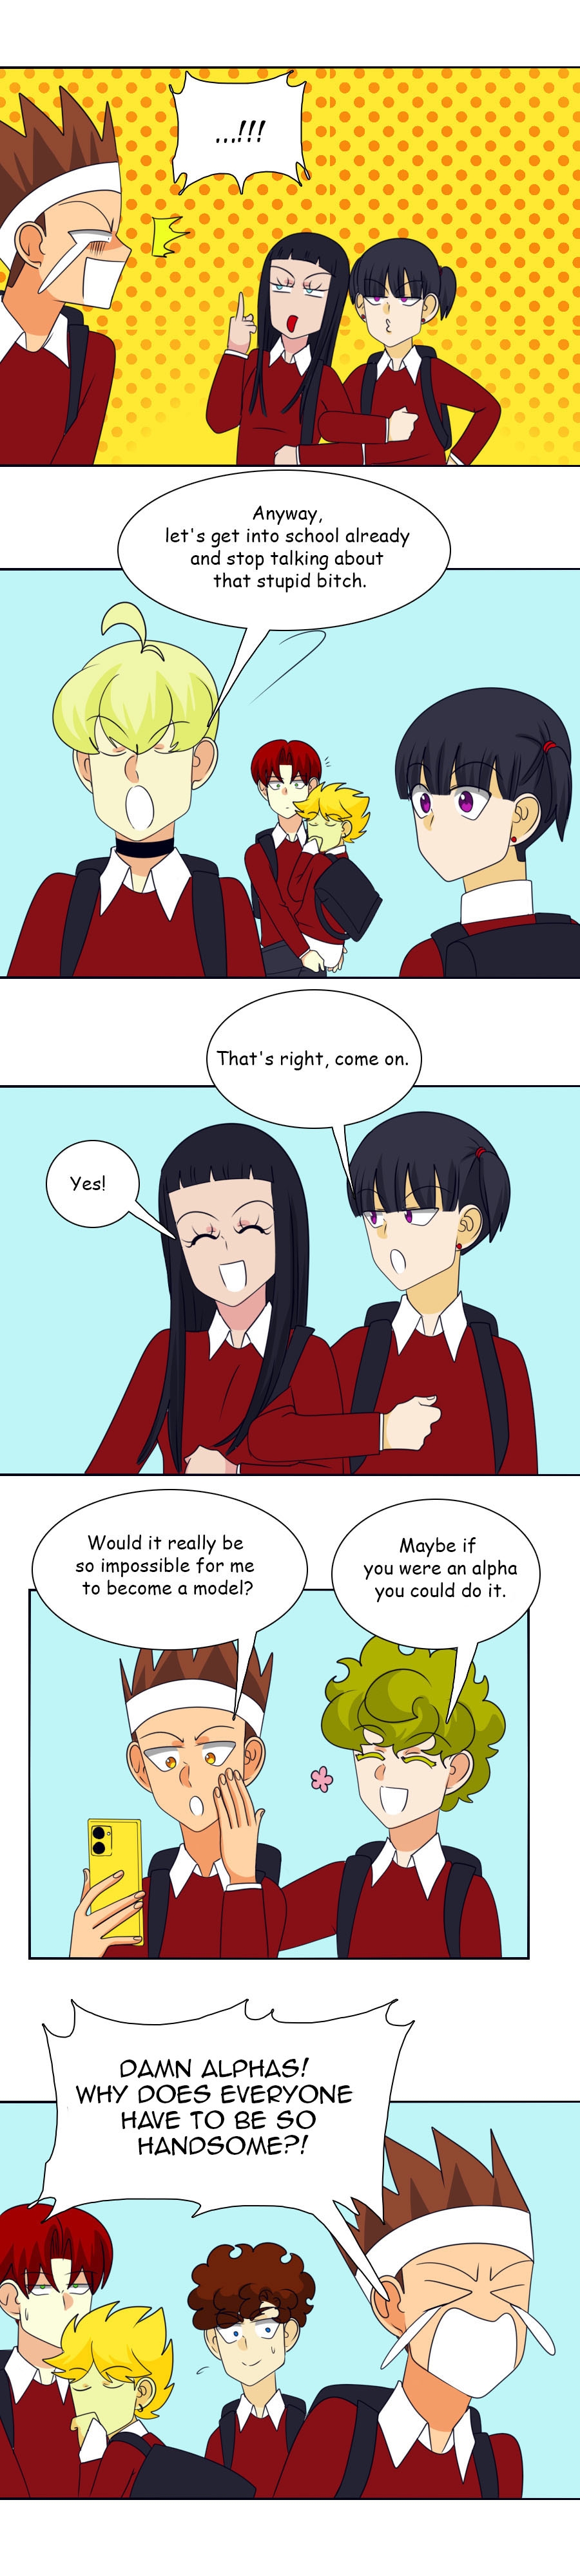 ...!!!
Anyway,
let's get into school already
and stop talking about
that stupid bitch.
That's right, come on.
Yes!
Would it really be
so impossible for me
to become a model?
Maybe if
you were an alpha
you could do it.
DAMN ALPHAS!
WHY DOES EVERYONE
HAVE TO BE SO
HANDSOME?!